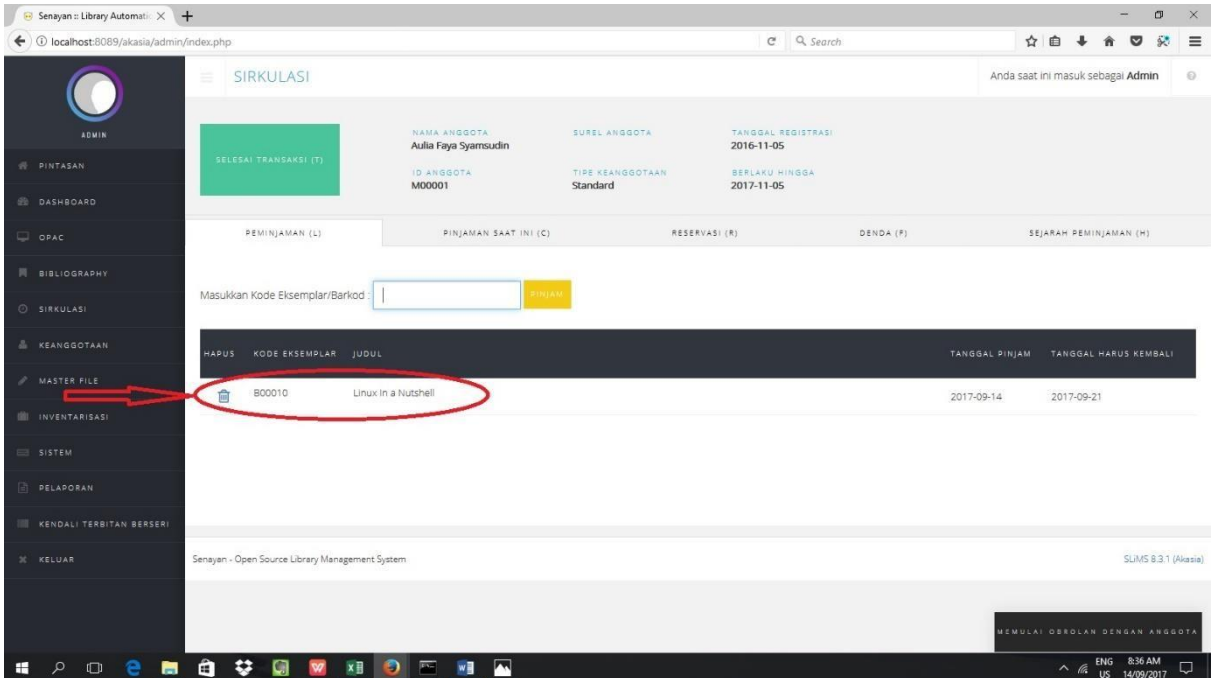 Senayan :: Library Automatic
localhost:8089/akasia/admin/index.php
Search
ADMIN
SIRKULASI
Anda saat ini masuk sebagai Admin
PINTASAN
DASHBOARD
OPAC
BIBLIOGRAPHY
SIRKULASI
KEANGGOTAAN
MASTER FILE
INVENTARISASI
SISTEM
PELAPORAN
KENDALI TERBITAN BERSERI
KELUAR
SELESAI TRANSAKSI (T)
NAMA ANGGOTA SUREL ANGGOTA TANGGAL REGISTRASI
Aulia Faya Syamsudin 2016-11-05
ID ANGGOTA TIPE KEANGGOTAAN BERLAKU HINGGA
M00001 Standard 2017-11-05
PEMINJAMAN (L) PINJAMAN SAAT INI (C) RESERVASI (R) DENDA (F) SEJARAH PEMINJAMAN (H)
Masukkan Kode Eksemplar/Barkod : PINJAM
HAPUS KODE EKSEMPLAR JUDUL TANGGAL PINJAM TANGGAL HARUS KEMBALI
B00010 Linux In a Nutshell 2017-09-14 2017-09-21
Senayan - Open Source Library Management System SLiMS 8.3.1 (Akasia)
MEMULAI OBROLAN DENGAN ANGGOTA
ENG 8:36 AM
US 14/09/2017